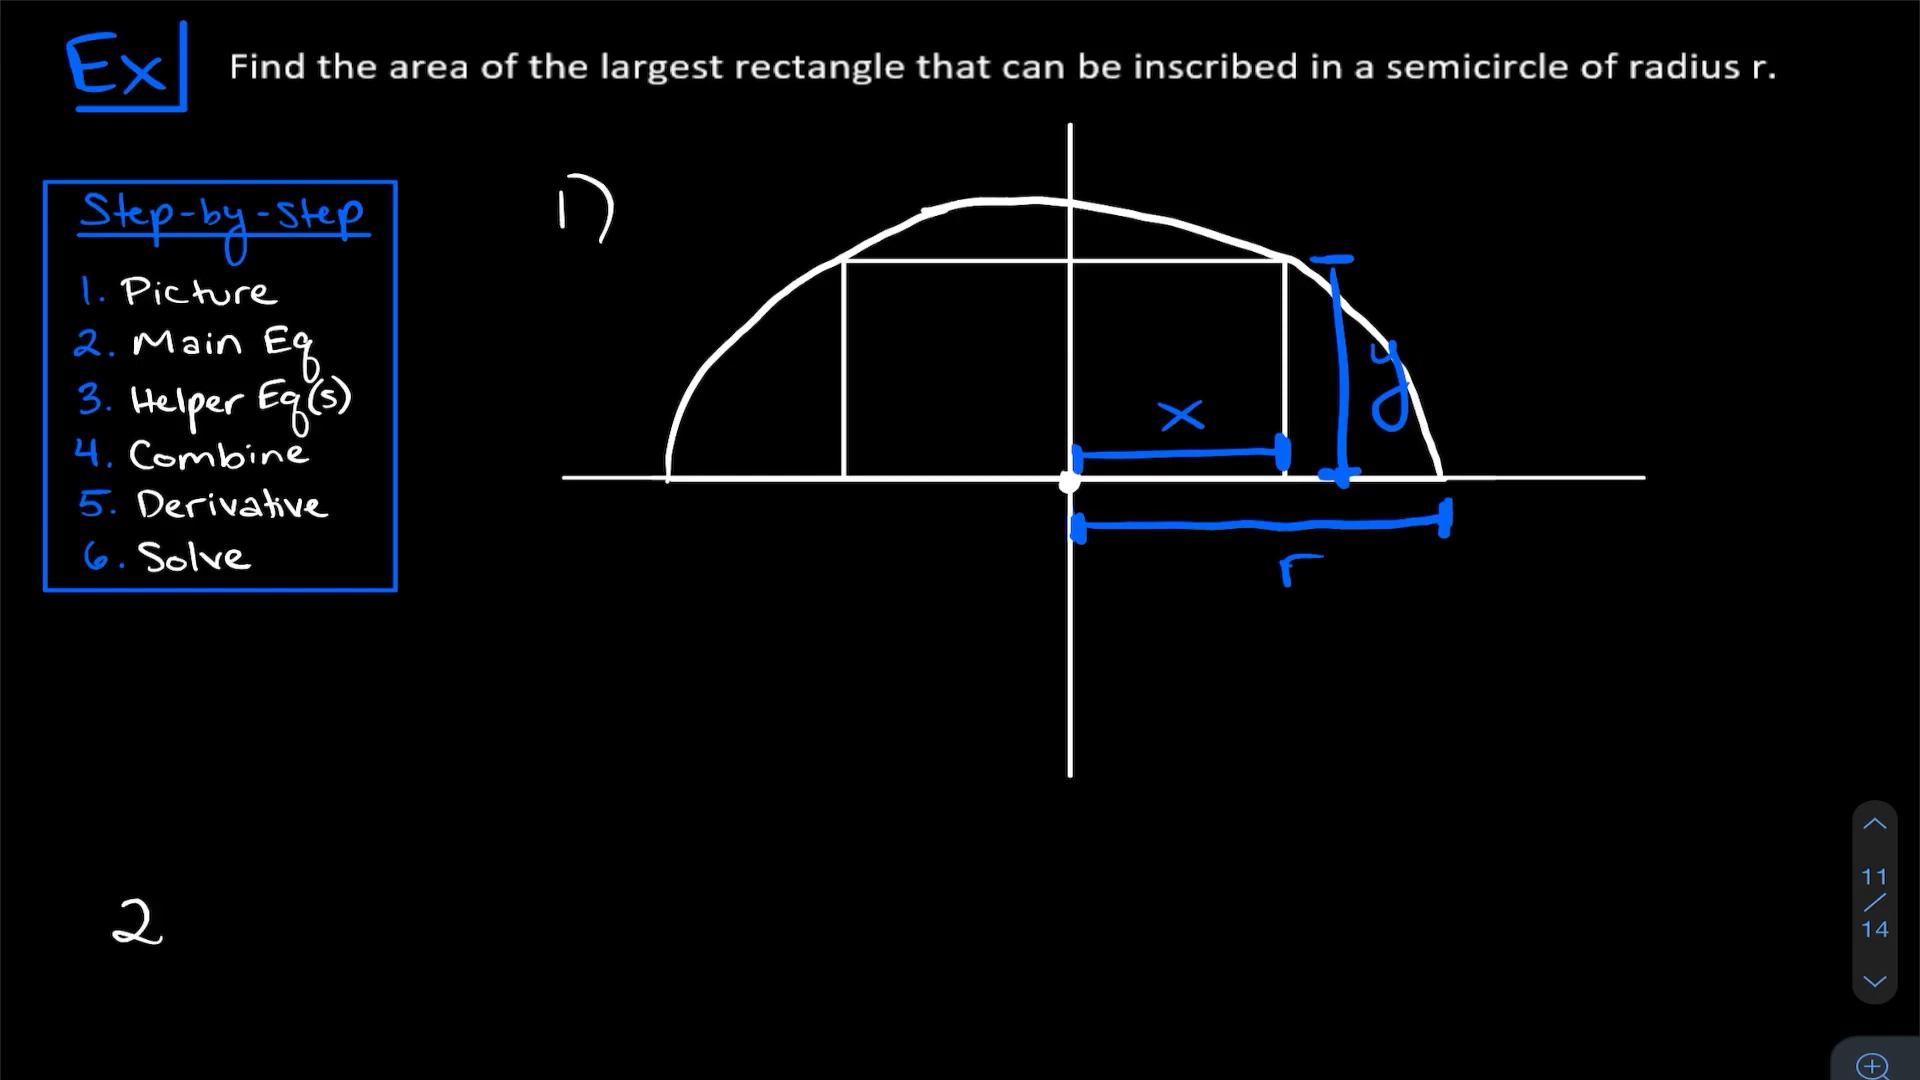 Ex Find the area of the largest rectangle that can be inscribed in a semicircle of radius r.
Step-by-step
1. Picture
2. Main Eq
3. Helper Eq(s)
4. Combine
5. Derivative
6. Solve
1)
x
y
r
2
11
/
14